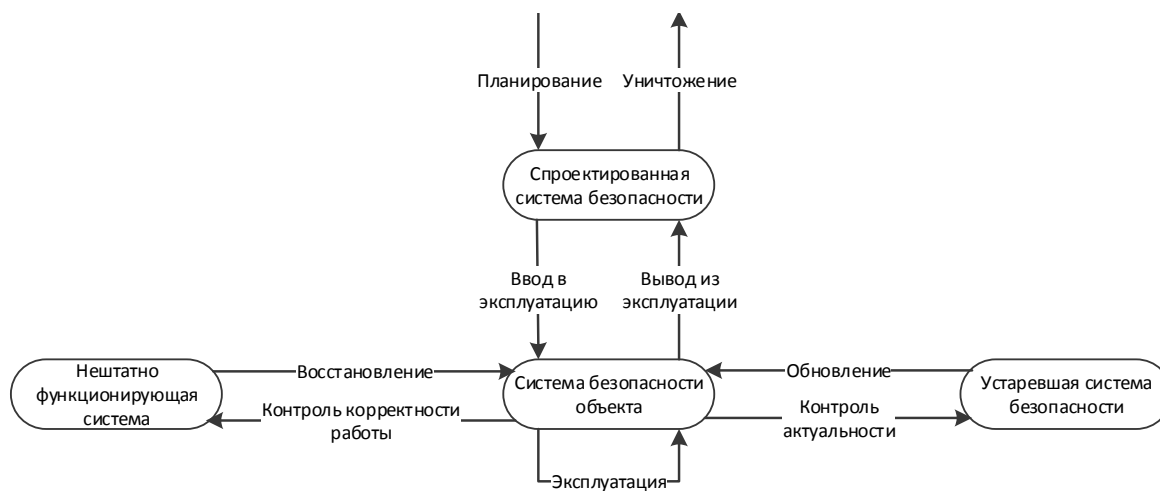 Планирование
Уничтожение
Спроектированная
система безопасности
Ввод в
эксплуатацию
Вывод из
эксплуатации
Нештатно
функционирующая
система
Восстановление
Контроль корректности
работы
Система безопасности
объекта
Обновление
Контроль
актуальности
Устаревшая система
безопасности
Эксплуатация